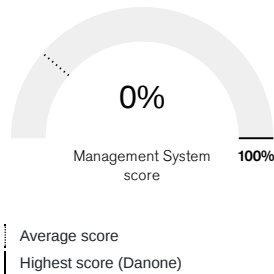 0%
Management System
score
100%
Average score
Highest score (Danone)